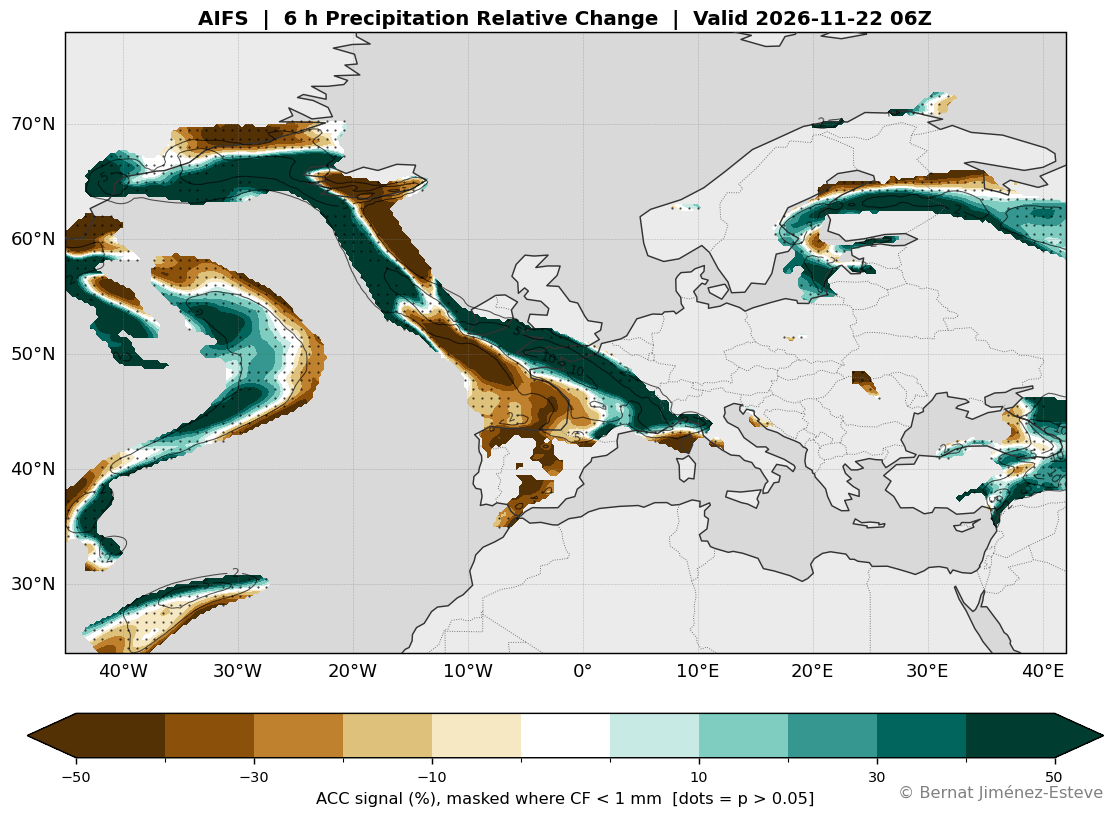 AIFS | 6 h Precipitation Relative Change | Valid 2026-11-22 06Z
70°N
60°N
50°N
40°N
30°N
40°W
30°W
20°W
10°W
0°
10°E
20°E
30°E
40°E
−50
−30
−10
10
30
50
ACC signal (%), masked where CF < 1 mm [dots = p > 0.05]
© Bernat Jiménez-Esteve